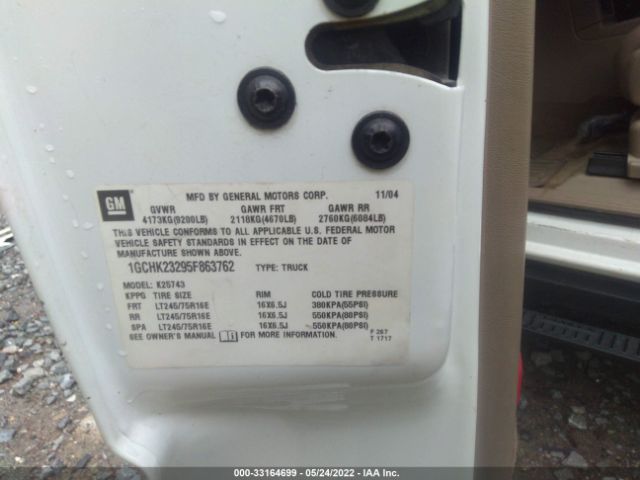 GM
MFD BY GENERAL MOTORS CORP. 11/04
GVWR GAWR FRT GAWR RR
4173KG(9200LB) 2118KG(4670LB) 2760KG(6084LB)
THIS VEHICLE CONFORMS TO ALL APPLICABLE U.S. FEDERAL MOTOR
VEHICLE SAFETY STANDARDS IN EFFECT ON THE DATE OF
MANUFACTURE SHOWN ABOVE.
1GCHK23295F863762 TYPE: TRUCK
MODEL: K25743
KPPG TIRE SIZE RIM COLD TIRE PRESSURE
FRT LT245/75R16E 16X6.5J 380KPA(55PSI)
RR LT245/75R16E 16X6.5J 550KPA(80PSI)
SPA LT245/75R16E 16X6.5J 550KPA(80PSI)
SEE OWNER'S MANUAL FOR MORE INFORMATION.
F 267
T 1717
000-33164699 - 05/24/2022 - IAA Inc.